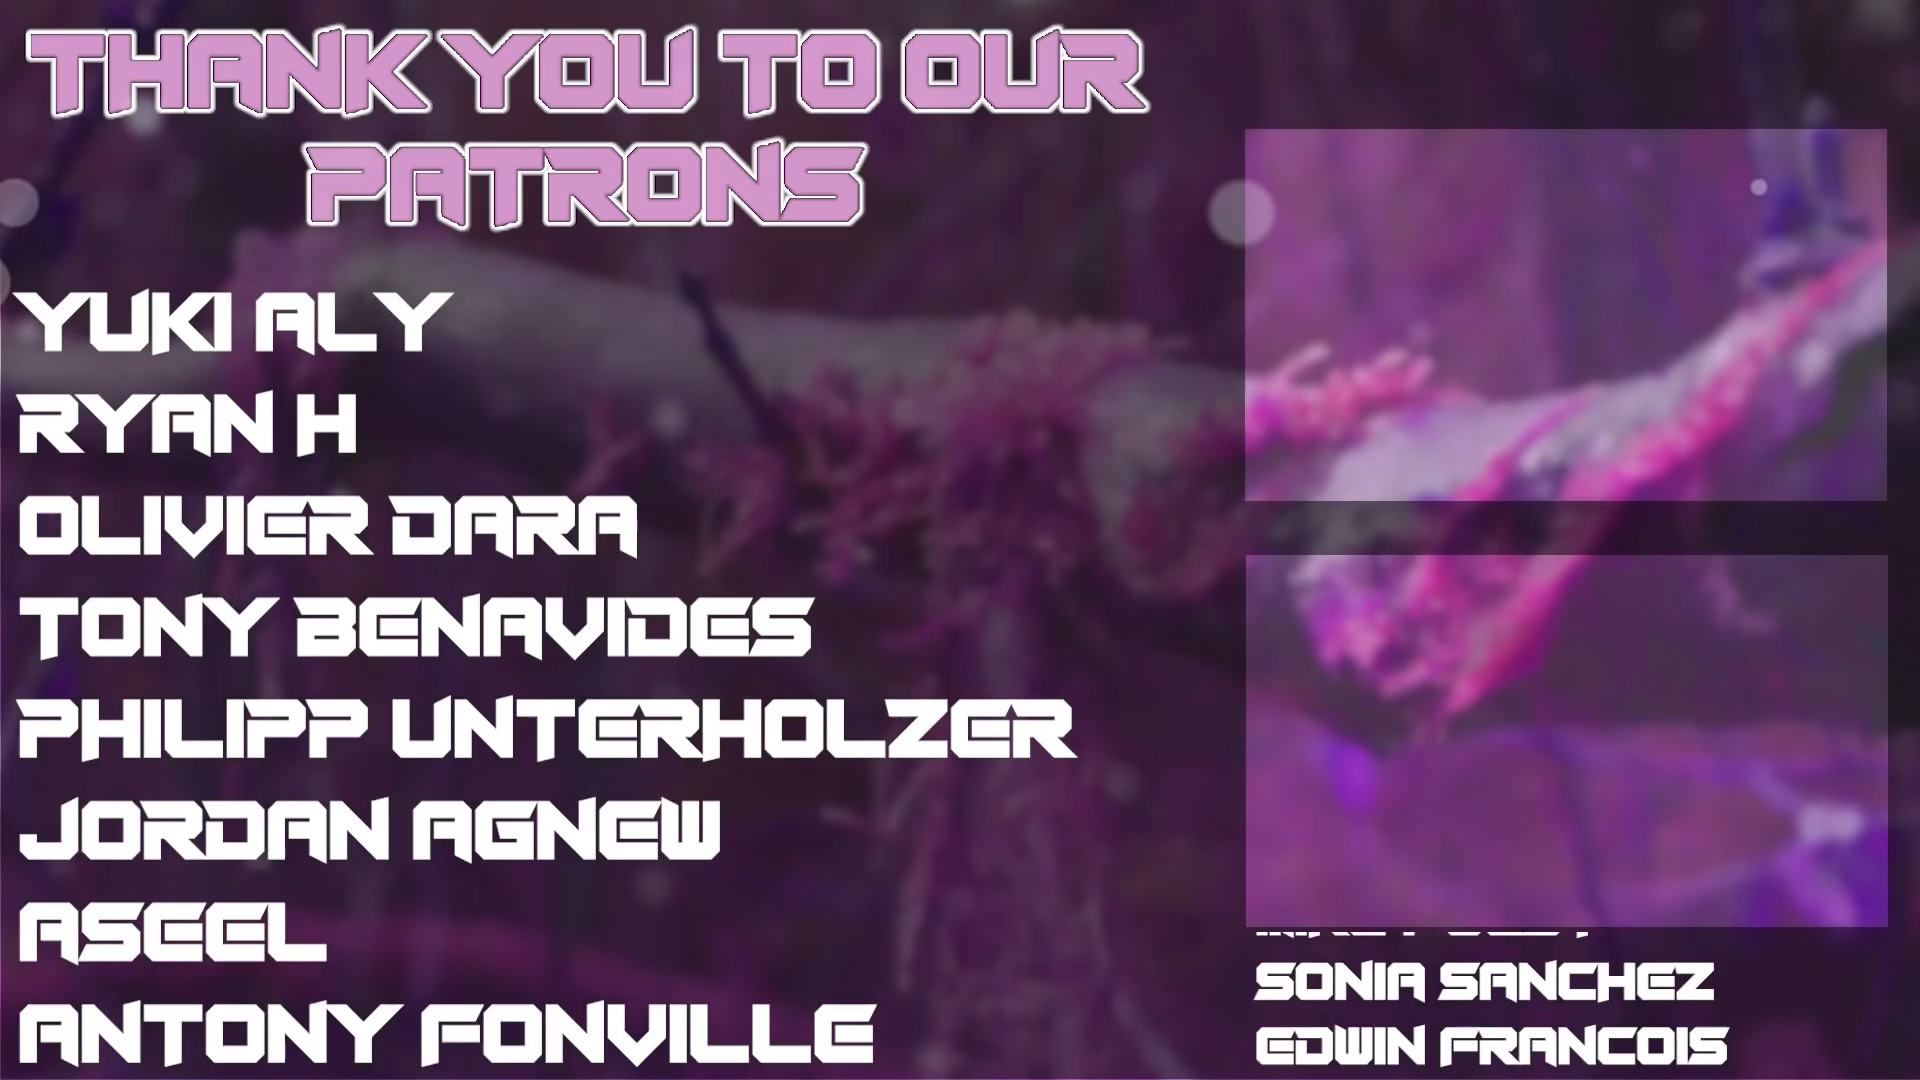 THANK YOU TO OUR
PATRONS
YUKI ALY
RYAN H
OLIVIER DARA
TONY BENAVIDES
PHILIPP UNTERHOLZER
JORDAN AGNEW
ASEEL
ANTONY FONVILLE
SONIA SANCHEZ
EDWIN FRANCOIS